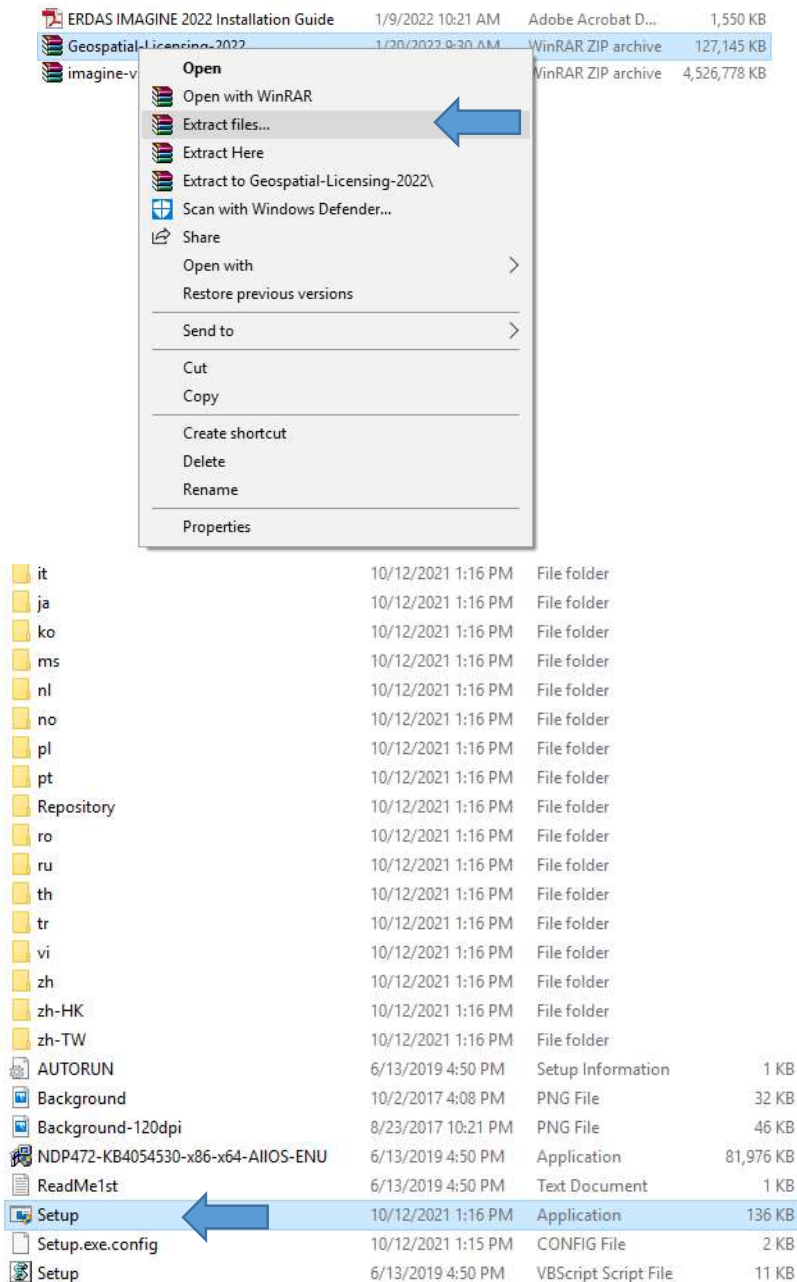 ERDAS IMAGINE 2022 Installation Guide 1/9/2022 10:21 AM Adobe Acrobat D... 1,550 KB
Geospatial-Licensing-2022 1/20/2022 9:30 AM WinRAR ZIP archive 127,145 KB
imagine-v WinRAR ZIP archive 4,526,778 KB
Open
Open with WinRAR
Extract files...
Extract Here
Extract to Geospatial-Licensing-2022\
Scan with Windows Defender...
Share
Open with
Restore previous versions
Send to
Cut
Copy
Create shortcut
Delete
Rename
Properties
it 10/12/2021 1:16 PM File folder
ja 10/12/2021 1:16 PM File folder
ko 10/12/2021 1:16 PM File folder
ms 10/12/2021 1:16 PM File folder
nl 10/12/2021 1:16 PM File folder
no 10/12/2021 1:16 PM File folder
pl 10/12/2021 1:16 PM File folder
pt 10/12/2021 1:16 PM File folder
Repository 10/12/2021 1:16 PM File folder
ro 10/12/2021 1:16 PM File folder
ru 10/12/2021 1:16 PM File folder
th 10/12/2021 1:16 PM File folder
tr 10/12/2021 1:16 PM File folder
vi 10/12/2021 1:16 PM File folder
zh 10/12/2021 1:16 PM File folder
zh-HK 10/12/2021 1:16 PM File folder
zh-TW 10/12/2021 1:16 PM File folder
AUTORUN 6/13/2019 4:50 PM Setup Information 1 KB
Background 10/2/2017 4:08 PM PNG File 32 KB
Background-120dpi 8/23/2017 10:21 PM PNG File 46 KB
NDP472-KB4054530-x86-x64-AllOS-ENU 6/13/2019 4:50 PM Application 81,976 KB
ReadMe1st 6/13/2019 4:50 PM Text Document 1 KB
Setup 10/12/2021 1:16 PM Application 136 KB
Setup.exe.config 10/12/2021 1:15 PM CONFIG File 2 KB
Setup 6/13/2019 4:50 PM VBScript Script File 11 KB